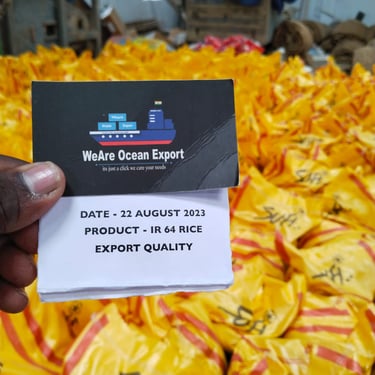 WeAre Ocean Export
its just a click we care your needs
DATE - 22 AUGUST 2023
PRODUCT - IR 64 RICE
EXPORT QUALITY